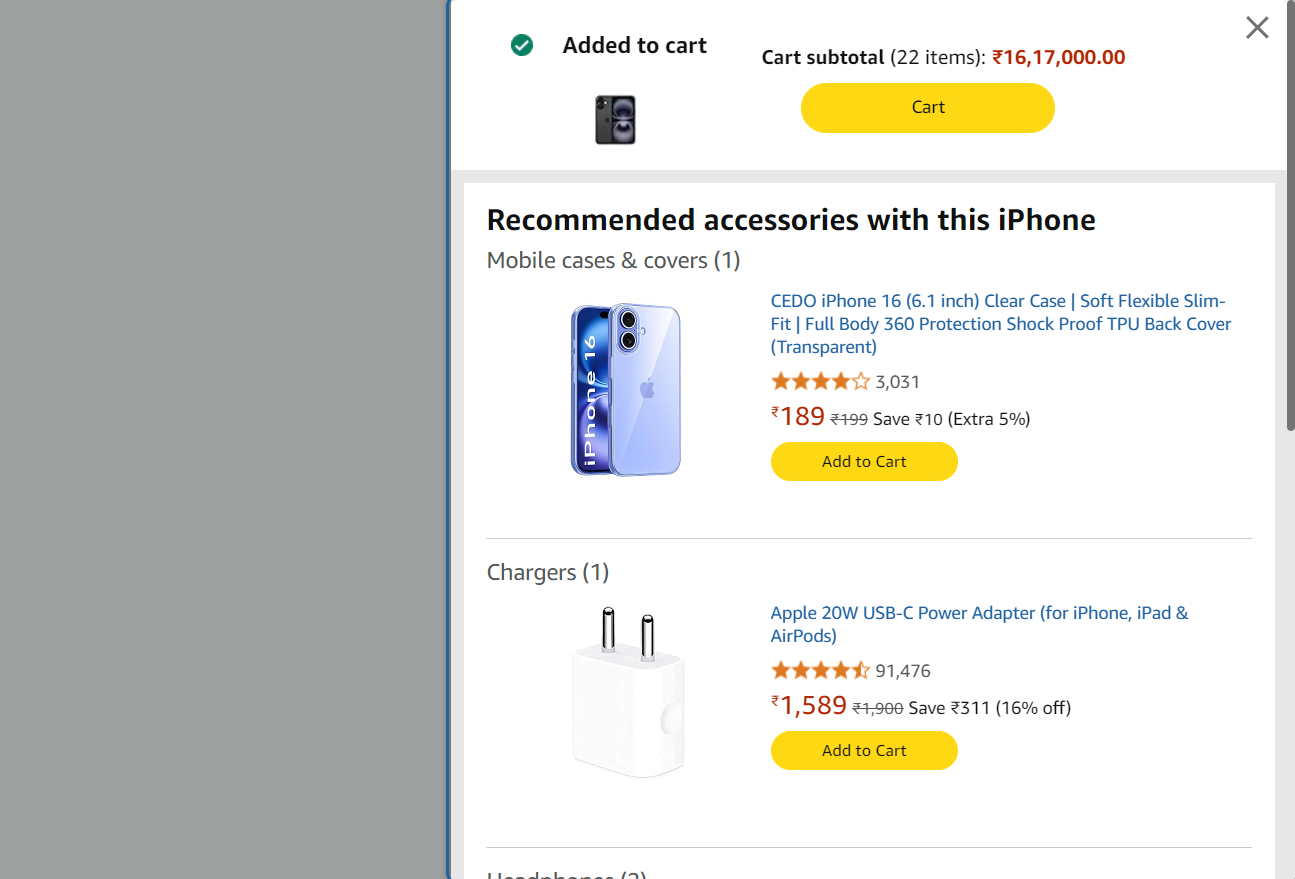 Added to cart
Cart subtotal (22 items): ₹16,17,000.00
Cart
Recommended accessories with this iPhone
Mobile cases & covers (1)
iPhone 16
CEDO iPhone 16 (6.1 inch) Clear Case | Soft Flexible Slim-
Fit | Full Body 360 Protection Shock Proof TPU Back Cover
(Transparent)
3,031
₹189 ₹199 Save ₹10 (Extra 5%)
Add to Cart
Chargers (1)
Apple 20W USB-C Power Adapter (for iPhone, iPad &
AirPods)
91,476
₹1,589 ₹1,900 Save ₹311 (16% off)
Add to Cart